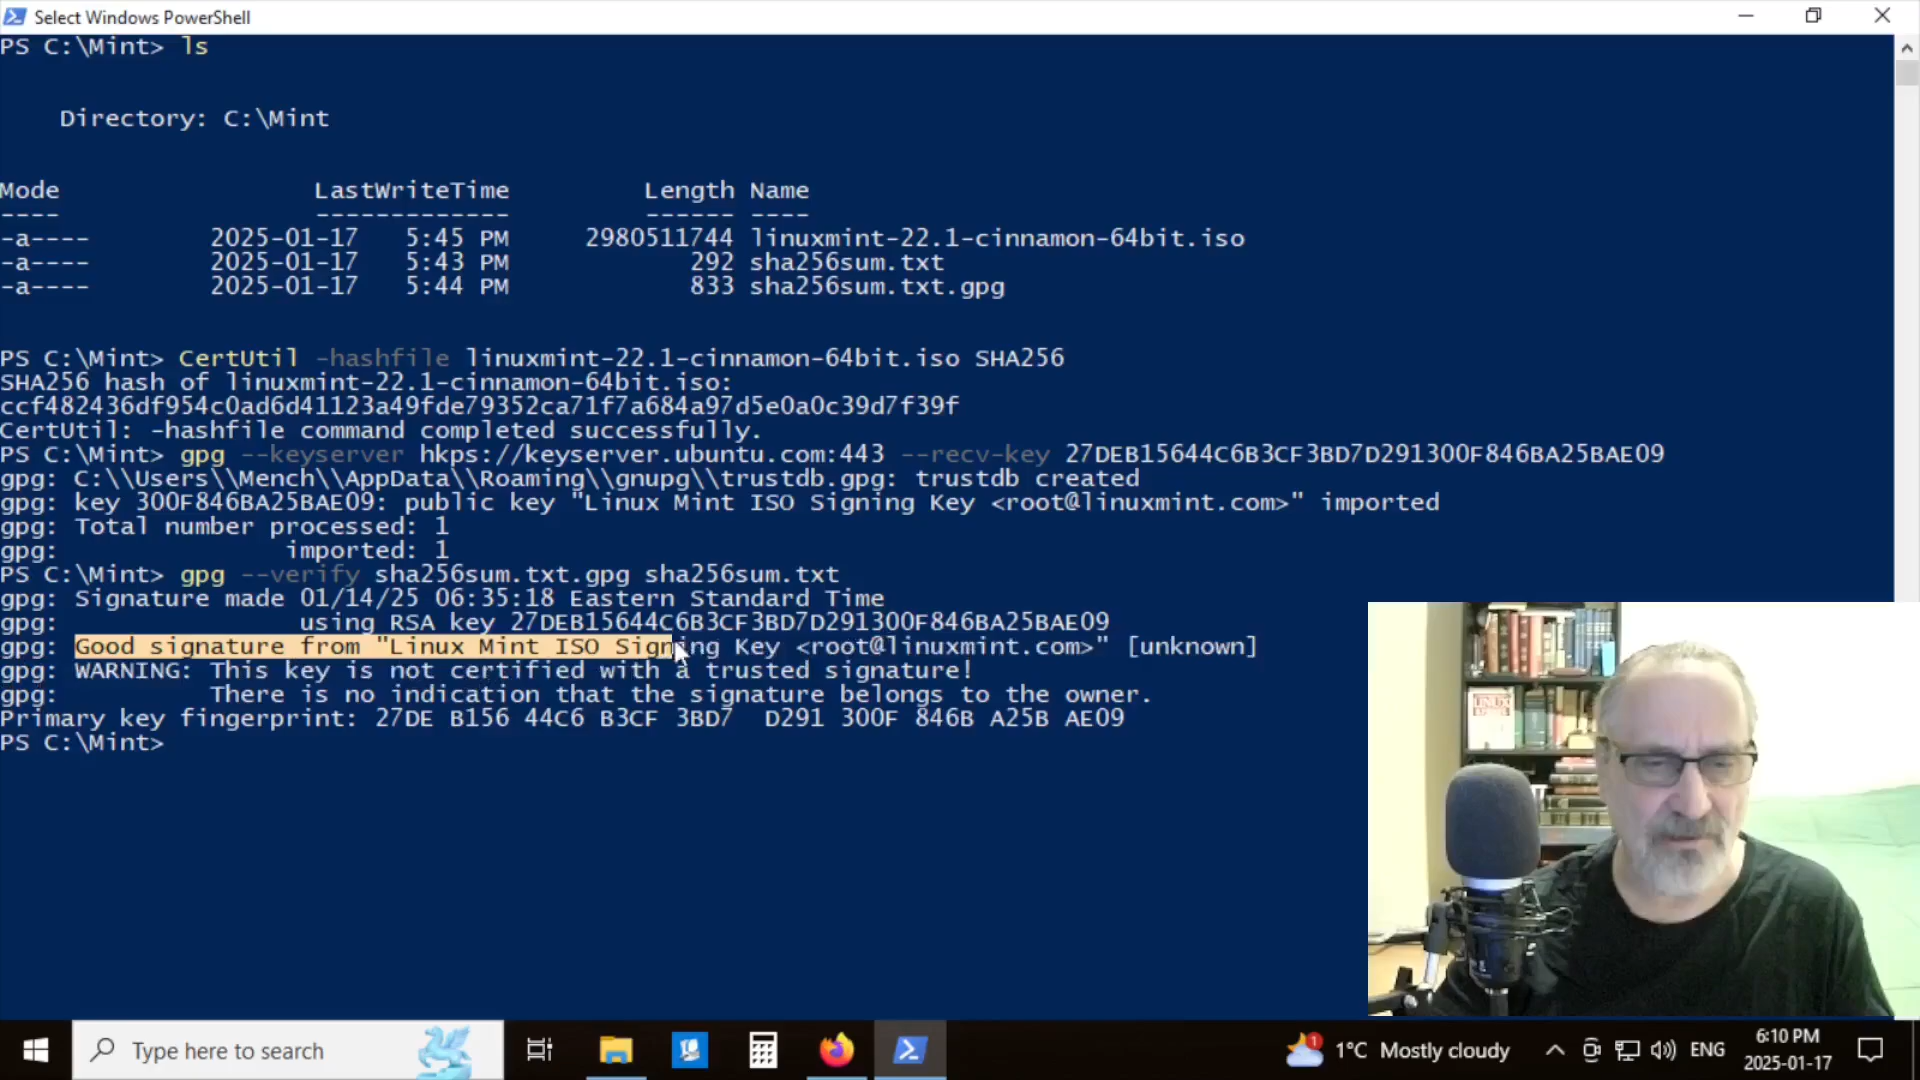 Select Windows PowerShell
PS C:\Mint> ls
Directory: C:\Mint
Mode LastWriteTime Length Name
---- ------------- ------ ----
-a---- 2025-01-17 5:45 PM 2980511744 linuxmint-22.1-cinnamon-64bit.iso
-a---- 2025-01-17 5:43 PM 292 sha256sum.txt
-a---- 2025-01-17 5:44 PM 833 sha256sum.txt.gpg
PS C:\Mint> CertUtil -hashfile linuxmint-22.1-cinnamon-64bit.iso SHA256
SHA256 hash of linuxmint-22.1-cinnamon-64bit.iso:
ccf482436df954c0ad6d41123a49fde79352ca71f7a684a97d5e0a0c39d7f39f
CertUtil: -hashfile command completed successfully.
PS C:\Mint> gpg --keyserver hkps://keyserver.ubuntu.com:443 --recv-key 27DEB15644C6B3CF3BD7D291300F846BA25BAE09
gpg: C:\\Users\\Mench\\AppData\\Roaming\\gnupg\\trustdb.gpg: trustdb created
gpg: key 300F846BA25BAE09: public key "Linux Mint ISO Signing Key <root@linuxmint.com>" imported
gpg: Total number processed: 1
gpg: imported: 1
PS C:\Mint> gpg --verify sha256sum.txt.gpg sha256sum.txt
gpg: Signature made 01/14/25 06:35:18 Eastern Standard Time
gpg: using RSA key 27DEB15644C6B3CF3BD7D291300F846BA25BAE09
gpg: Good signature from "Linux Mint ISO Signing Key <root@linuxmint.com>" [unknown]
gpg: WARNING: This key is not certified with a trusted signature!
gpg: There is no indication that the signature belongs to the owner.
Primary key fingerprint: 27DE B156 44C6 B3CF 3BD7 D291 300F 846B A25B AE09
PS C:\Mint>
LINUX
Type here to search
1
1°C Mostly cloudy
ENG
6:10 PM
2025-01-17